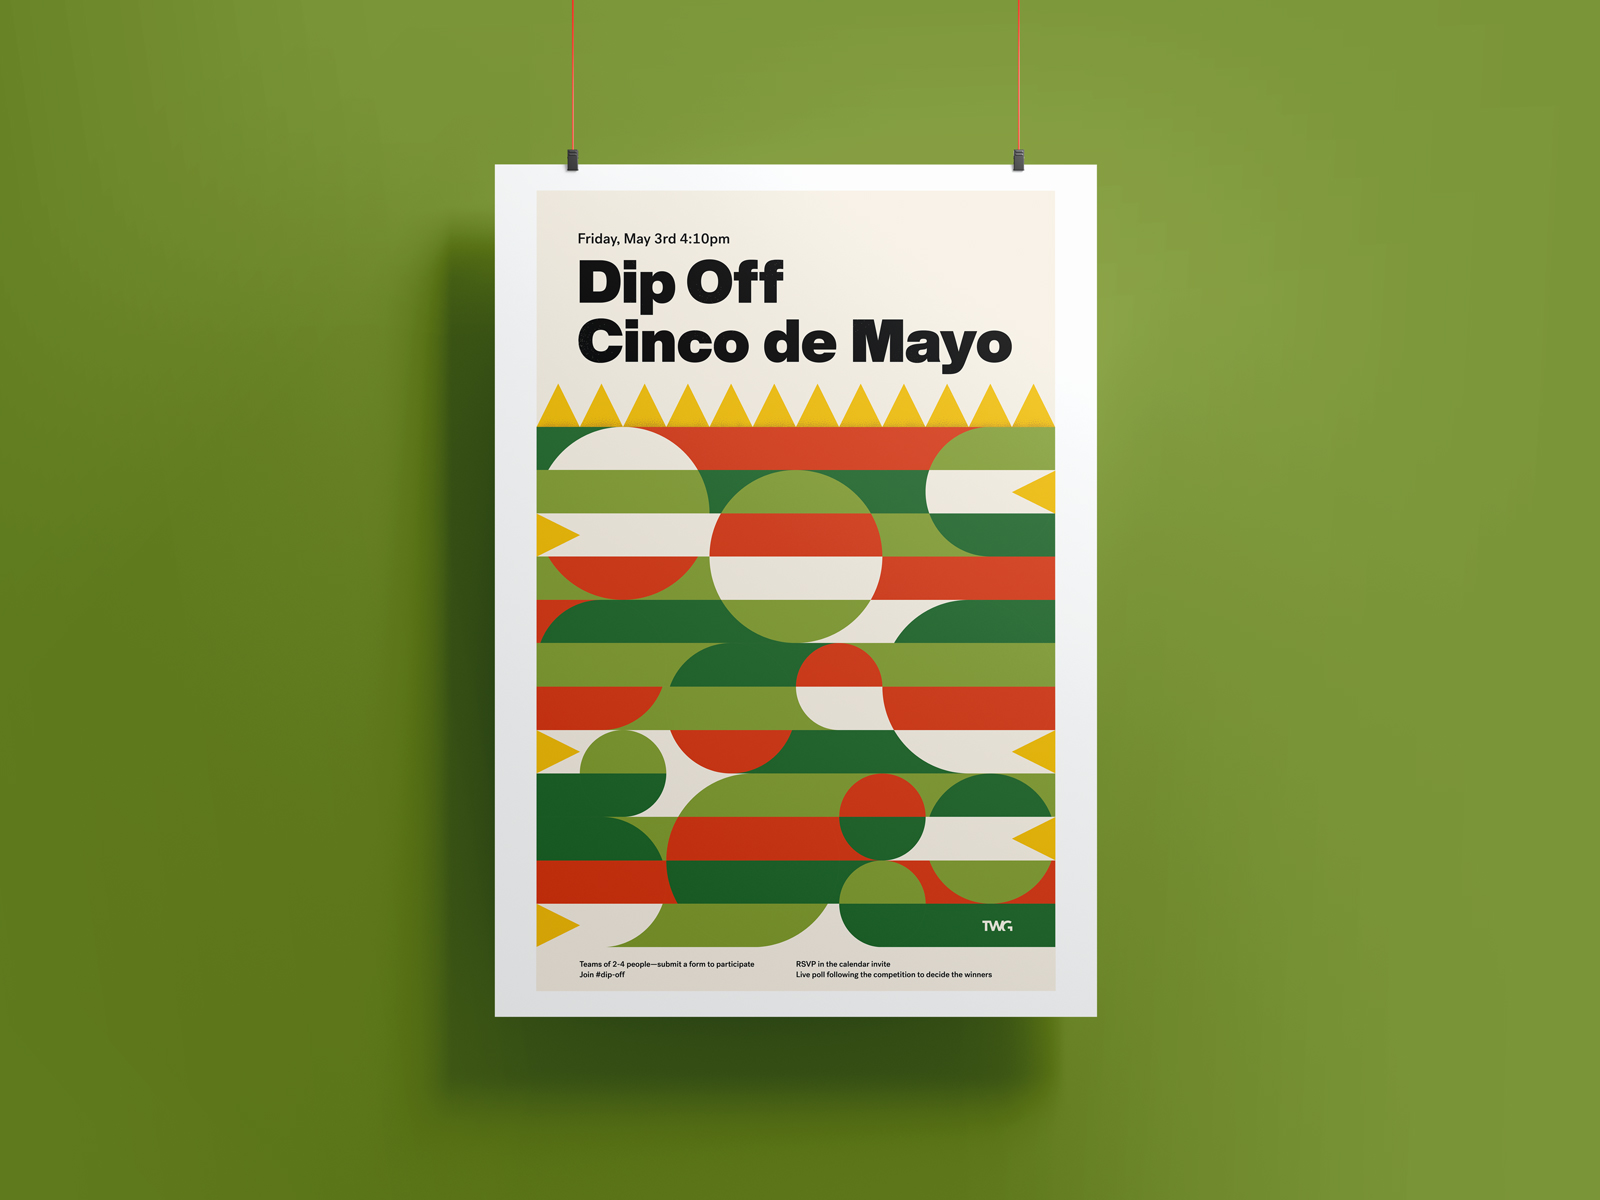 Friday, May 3rd 4:10pm
Dip Off
Cinco de Mayo
TWG
Teams of 2-4 people—submit a form to participate
Join #dip-off
RSVP in the calendar invite
Live poll following the competition to decide the winners